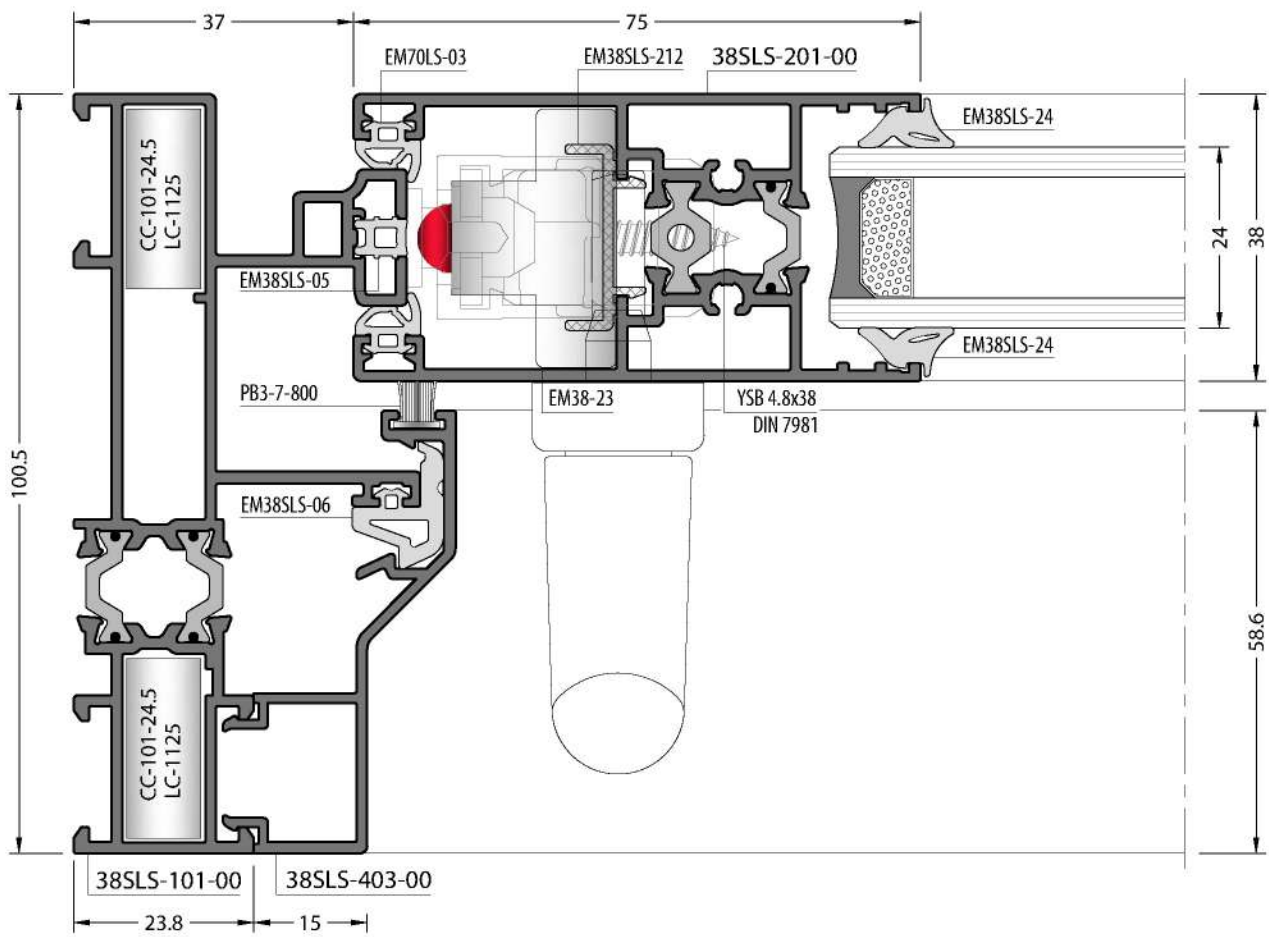 37
75
EM70LS-03
EM38SLS-212
38SLS-201-00
EM38SLS-24
CC-101-24.5
LC-1125
24
38
EM38SLS-05
EM38SLS-24
PB3-7-800
EM38-23
YSB 4.8x38
DIN 7981
100.5
EM38SLS-06
58.6
CC-101-24.5
LC-1125
38SLS-101-00
38SLS-403-00
23.8
15